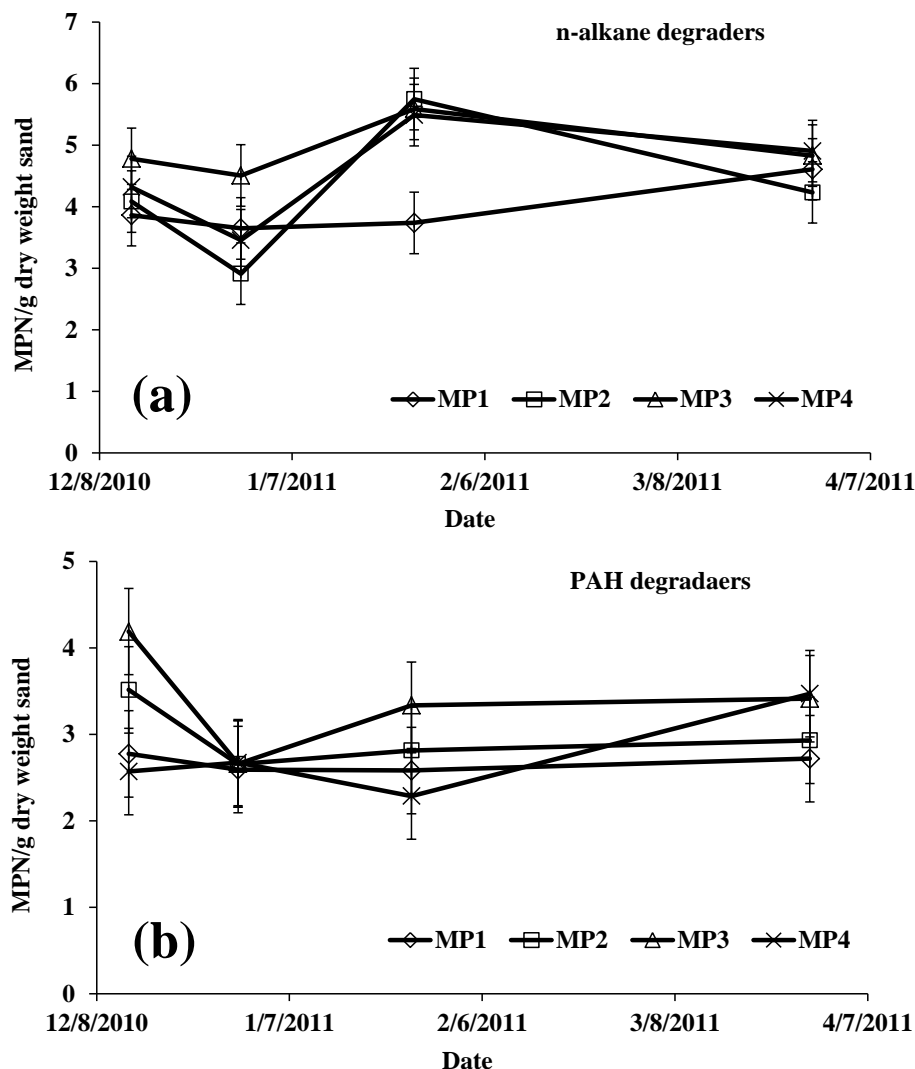 7
n-alkane degraders
6
5
4
3
2
1
0
MPN/g dry weight sand
(a)
MP1 MP2 MP3 MP4
12/8/2010 1/7/2011 2/6/2011 3/8/2011 4/7/2011
Date
5
PAH degradaers
4
3
2
1
0
MPN/g dry weight sand
(b)
MP1 MP2 MP3 MP4
12/8/2010 1/7/2011 2/6/2011 3/8/2011 4/7/2011
Date